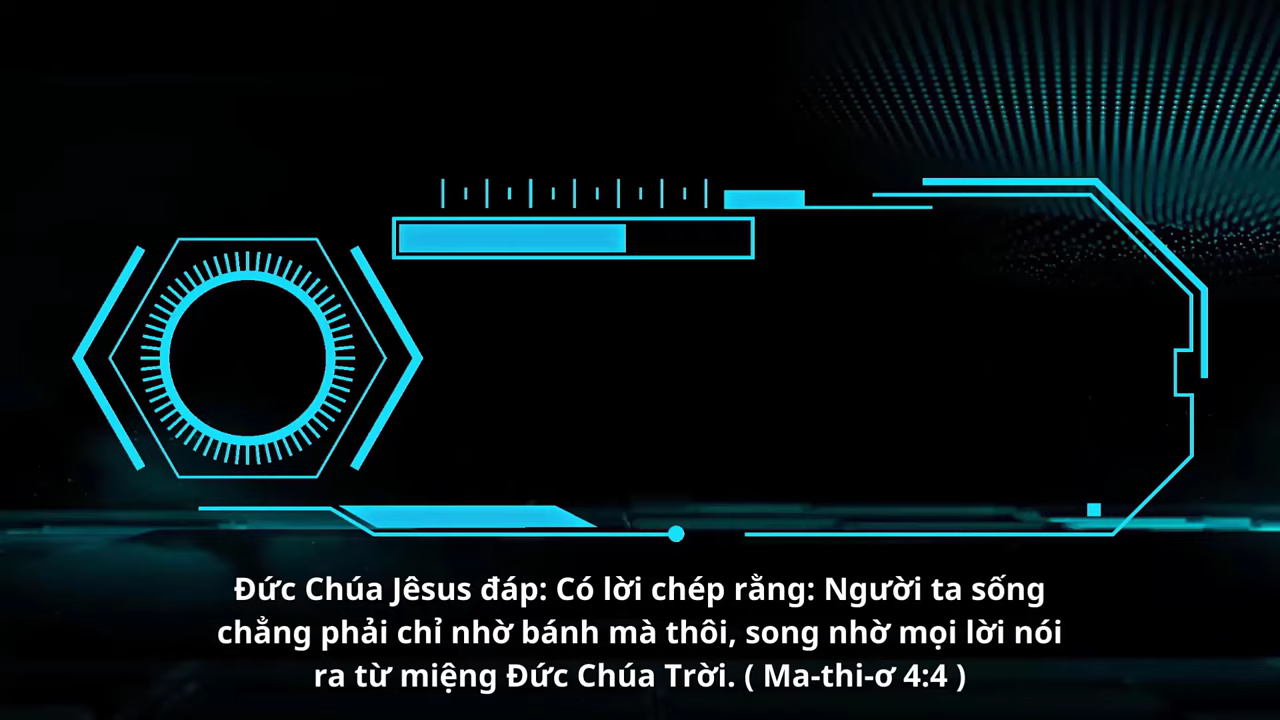 Đức Chúa Jêsus đáp: Có lời chép rằng: Người ta sống
chẳng phải chỉ nhờ bánh mà thôi, song nhờ mọi lời nói
ra từ miệng Đức Chúa Trời. ( Ma-thi-ơ 4:4 )